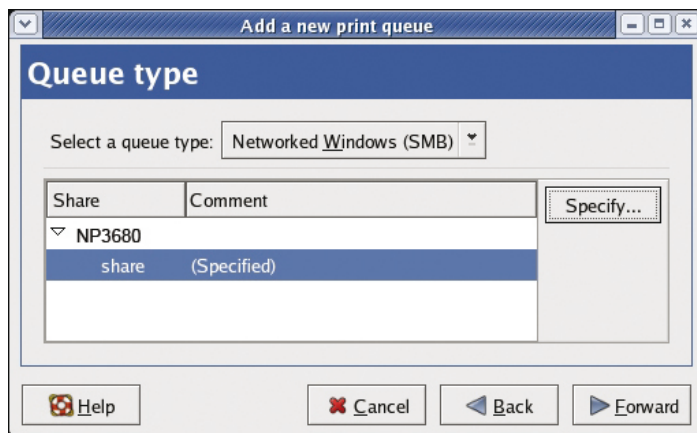 Add a new print queue
Queue type
Select a queue type: Networked Windows (SMB)
Share Comment
Specify...
NP3680
share (Specified)
Help Cancel Back Forward